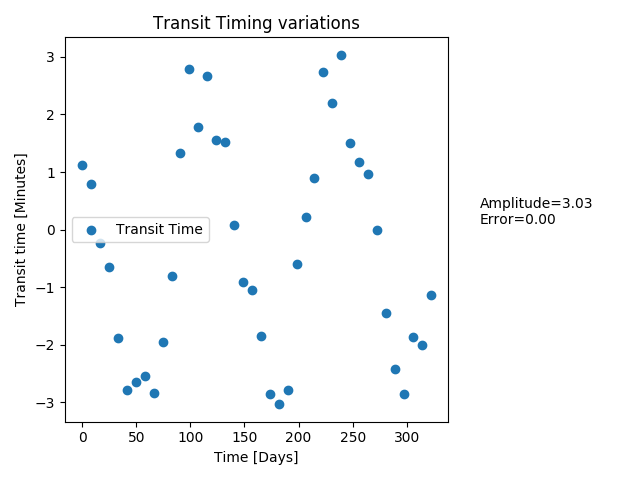 Transit Timing variations
3
2
1
0
−1
−2
−3
Transit time [Minutes]
Transit Time
Amplitude=3.03
Error=0.00
0 50 100 150 200 250 300
Time [Days]